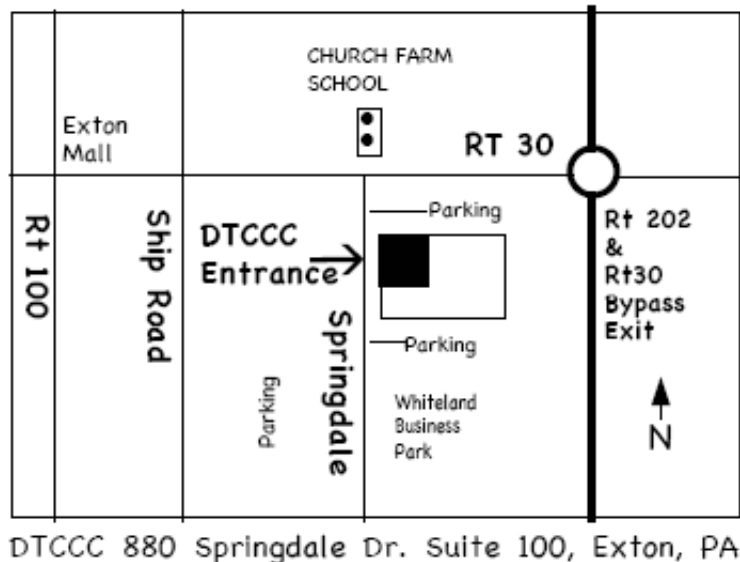 CHURCH FARM
SCHOOL
Exton
Mall
RT 30
Rt 100
Ship Road
DTCCC
Entrance
Parking
Springdale
Parking
Parking
Whiteland
Business
Park
Rt 202
&
Rt30
Bypass
Exit
N
DTCCC 880 Springdale Dr. Suite 100, Exton, PA